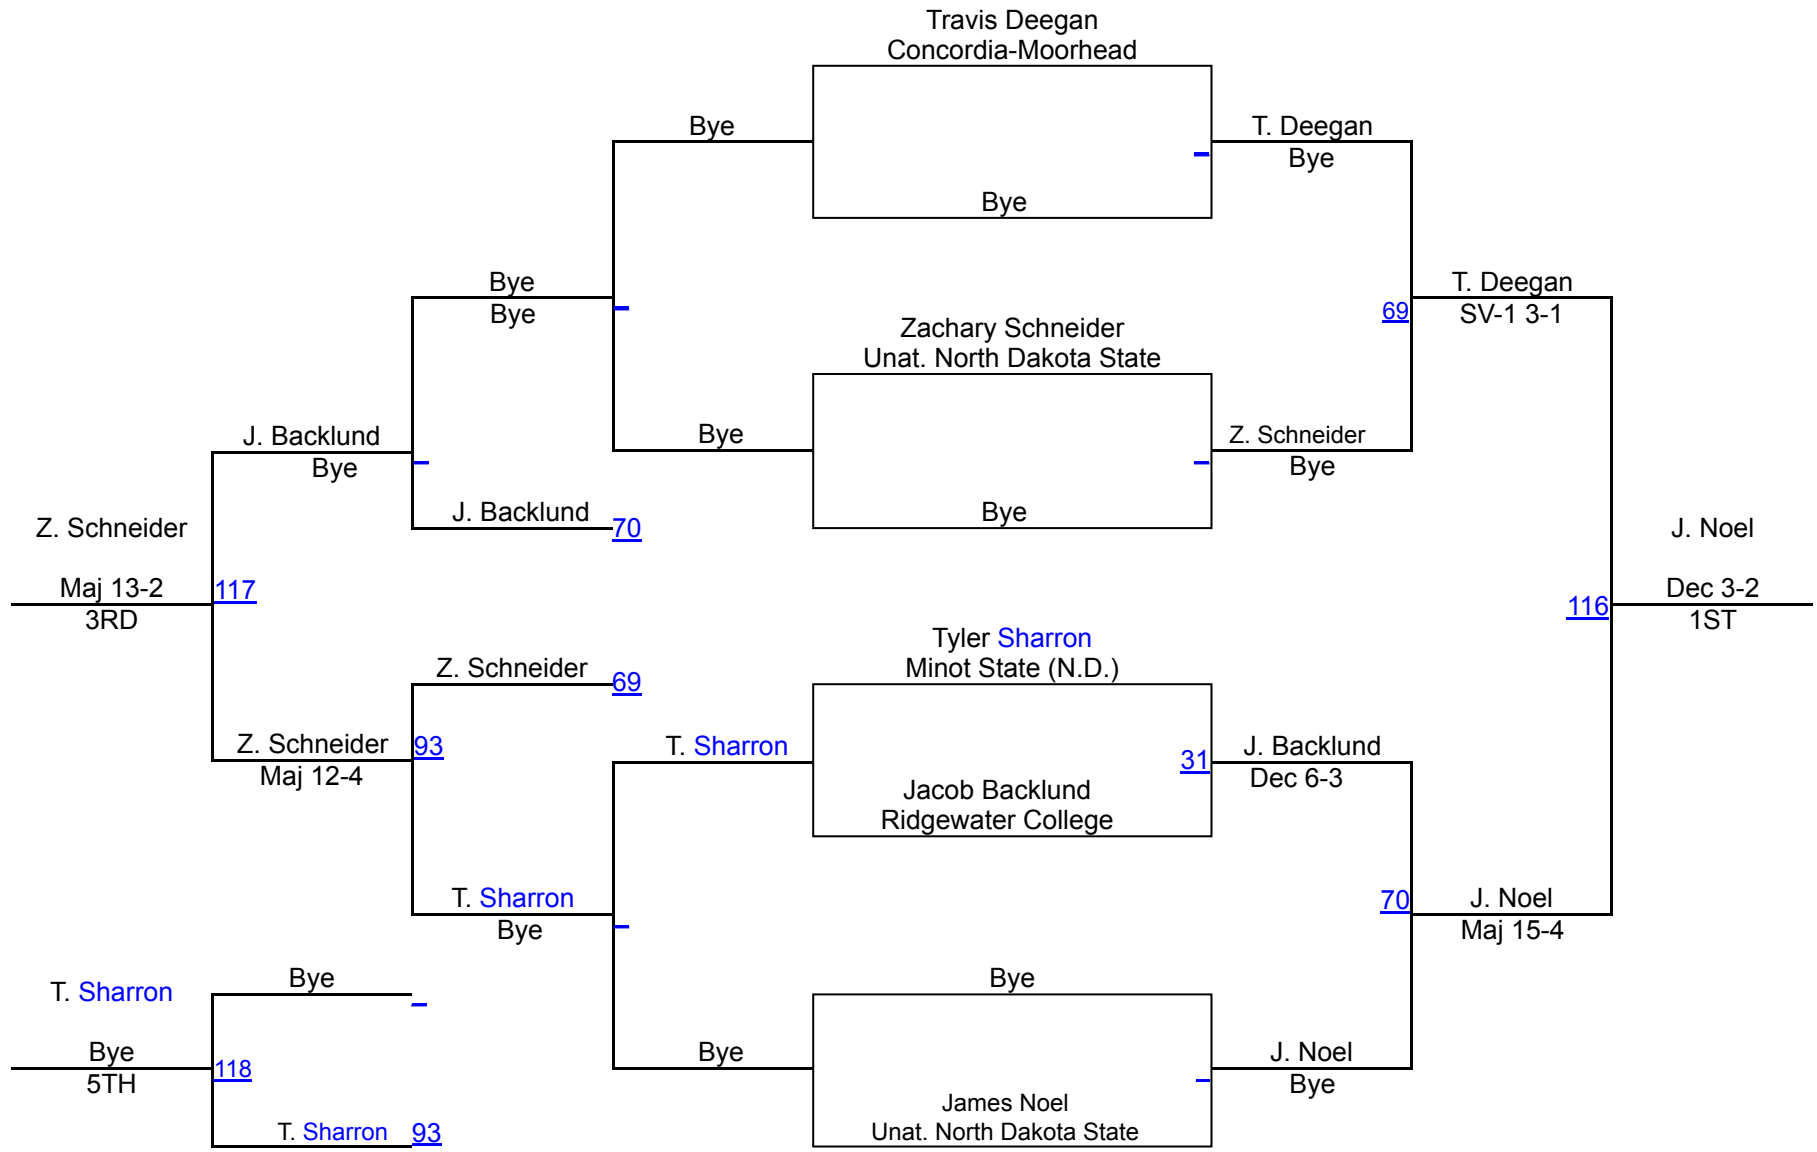 Travis Deegan
Concordia-Moorhead
Bye
T. Deegan
Bye
Bye
Bye
Bye
T. Deegan
SV-1 3-1
69
Zachary Schneider
Unat. North Dakota State
J. Backlund
Bye
Bye
Z. Schneider
Bye
J. Backlund
70
Bye
Z. Schneider
J. Noel
Maj 13-2
117
3RD
Dec 3-2
116
1ST
Tyler Sharron
Minot State (N.D.)
Z. Schneider
69
Z. Schneider
93
Maj 12-4
T. Sharron
31
J. Backlund
Dec 6-3
Jacob Backlund
Ridgewater College
T. Sharron
Bye
70
J. Noel
Maj 15-4
T. Sharron
Bye
Bye
Bye
118
5TH
Bye
J. Noel
Bye
T. Sharron
93
James Noel
Unat. North Dakota State